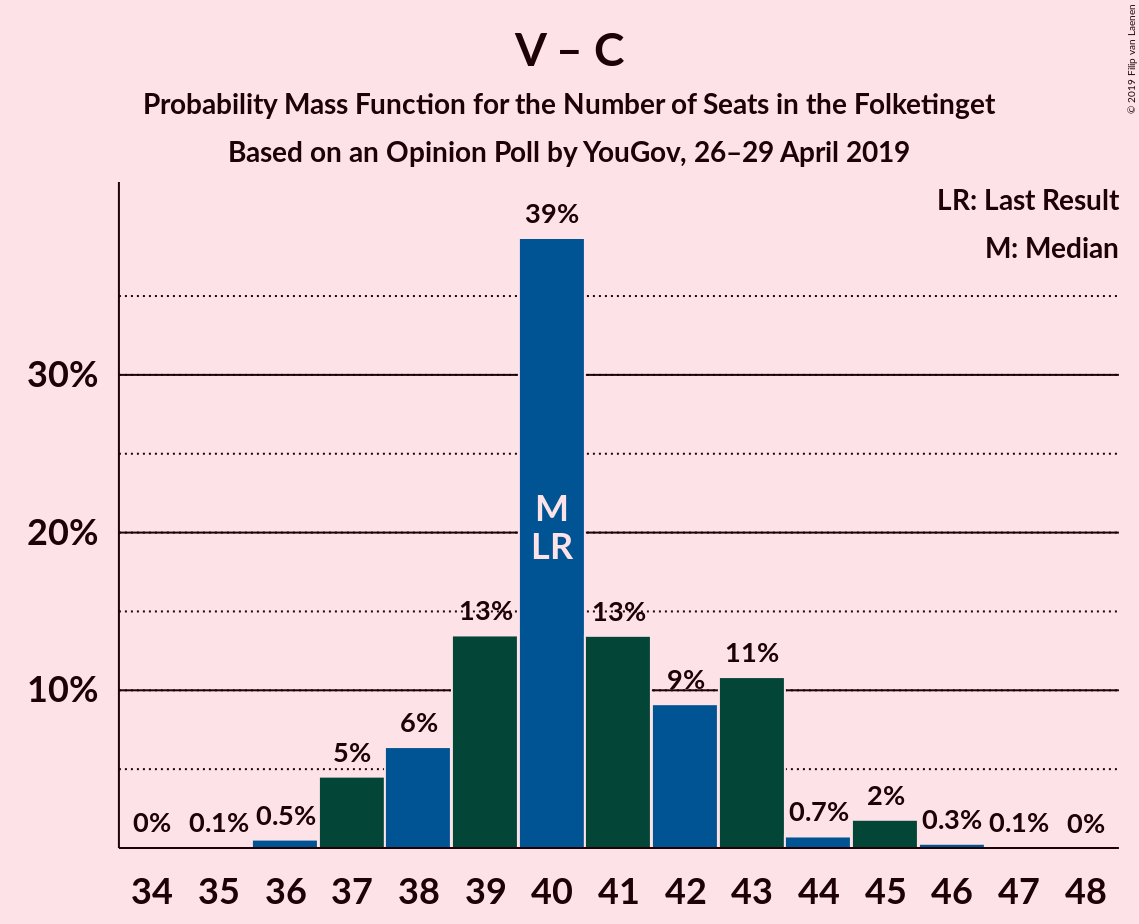 V – C
Probability Mass Function for the Number of Seats in the Folketinget
Based on an Opinion Poll by YouGov, 26–29 April 2019
© 2019 Filip van Laenen
LR: Last Result
M: Median
30%
20%
10%
0%
0.1%
0.5%
5%
6%
13%
39%
M
LR
13%
9%
11%
0.7%
2%
0.3%
0.1%
0%
34 35 36 37 38 39 40 41 42 43 44 45 46 47 48